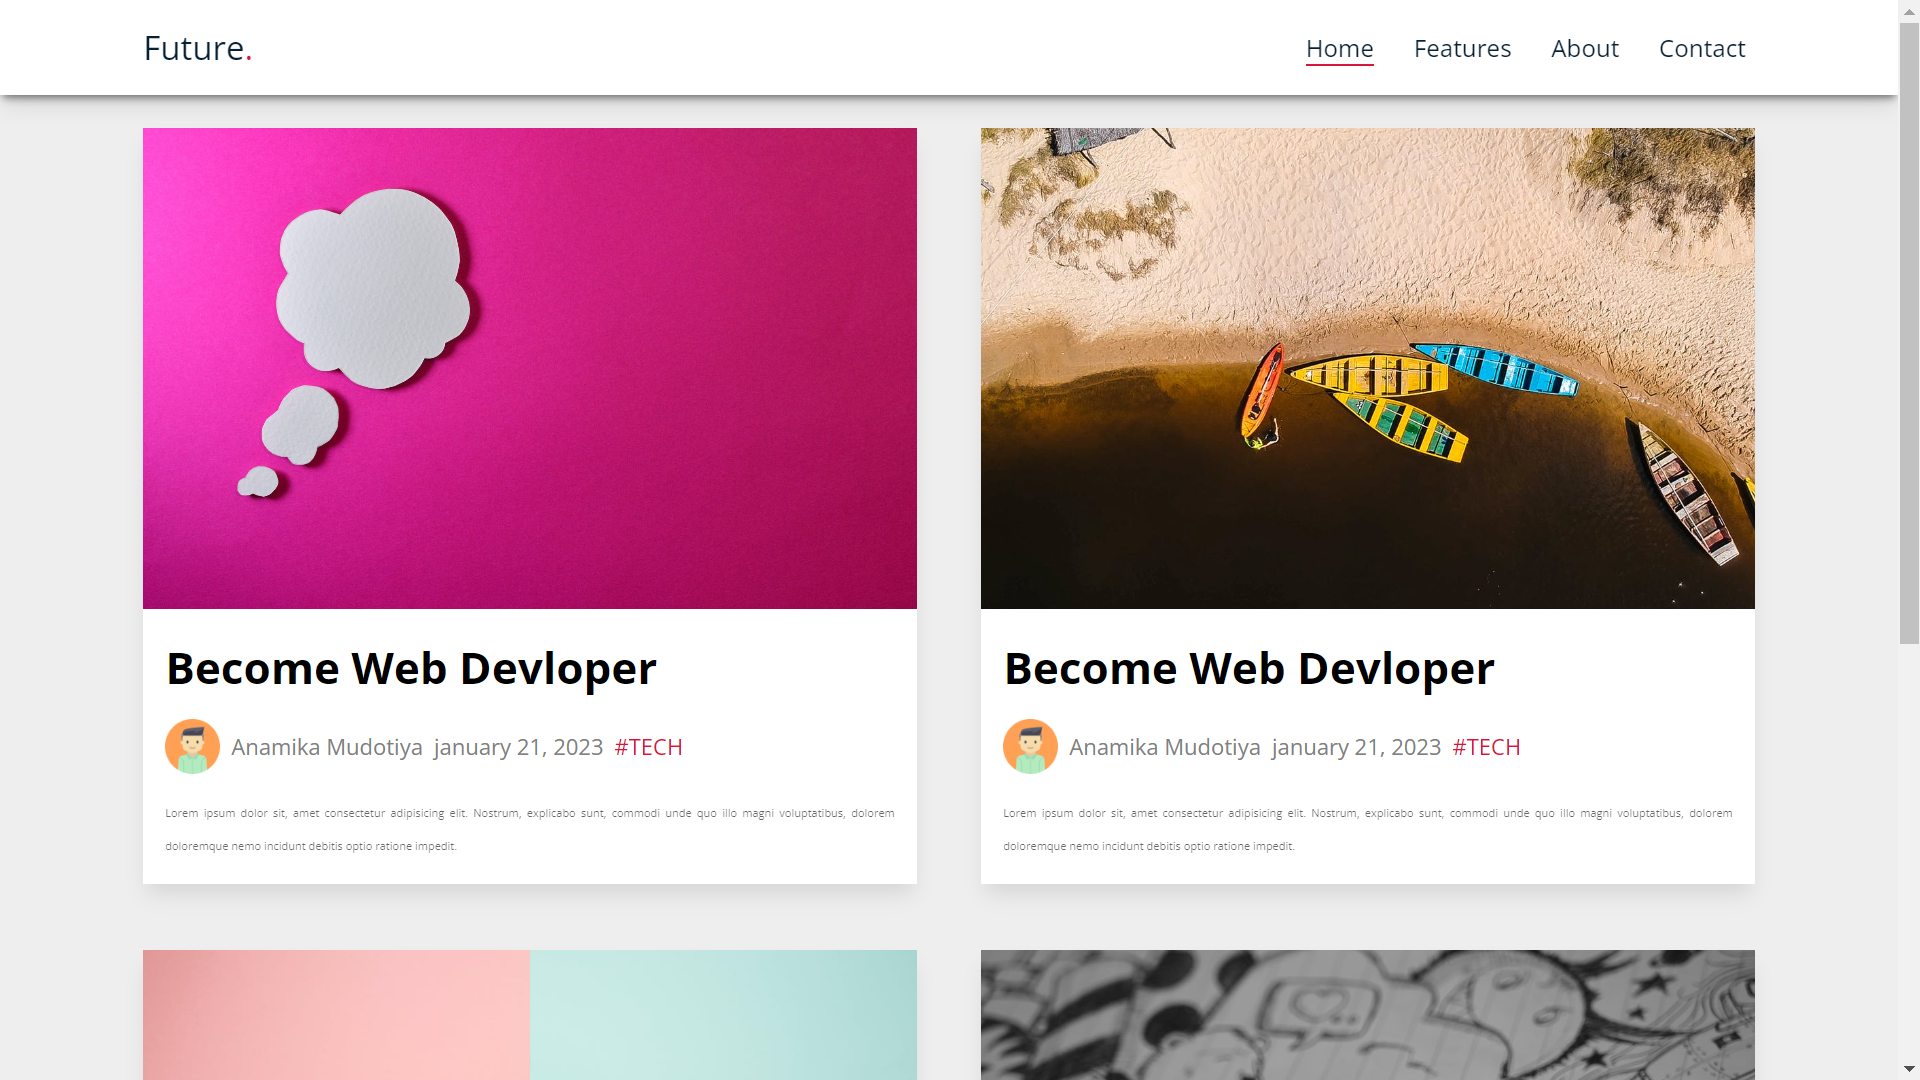 Future.
Home Features About Contact
Become Web Devloper
Anamika Mudotiya january 21, 2023 #TECH
Lorem ipsum dolor sit, amet consectetur adipisicing elit. Nostrum, explicabo sunt, commodi unde quo illo magni voluptatibus, dolorem
doloremque nemo incidunt debitis optio ratione impedit.
Become Web Devloper
Anamika Mudotiya january 21, 2023 #TECH
Lorem ipsum dolor sit, amet consectetur adipisicing elit. Nostrum, explicabo sunt, commodi unde quo illo magni voluptatibus, dolorem
doloremque nemo incidunt debitis optio ratione impedit.